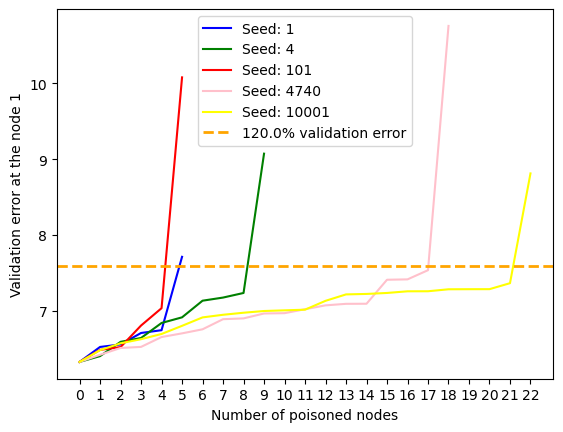 Seed: 1
Seed: 4
Seed: 101
Seed: 4740
Seed: 10001
120.0% validation error
Validation error at the node 1
10
9
8
7
0 1 2 3 4 5 6 7 8 9 10 11 12 13 14 15 16 17 18 19 20 21 22
Number of poisoned nodes